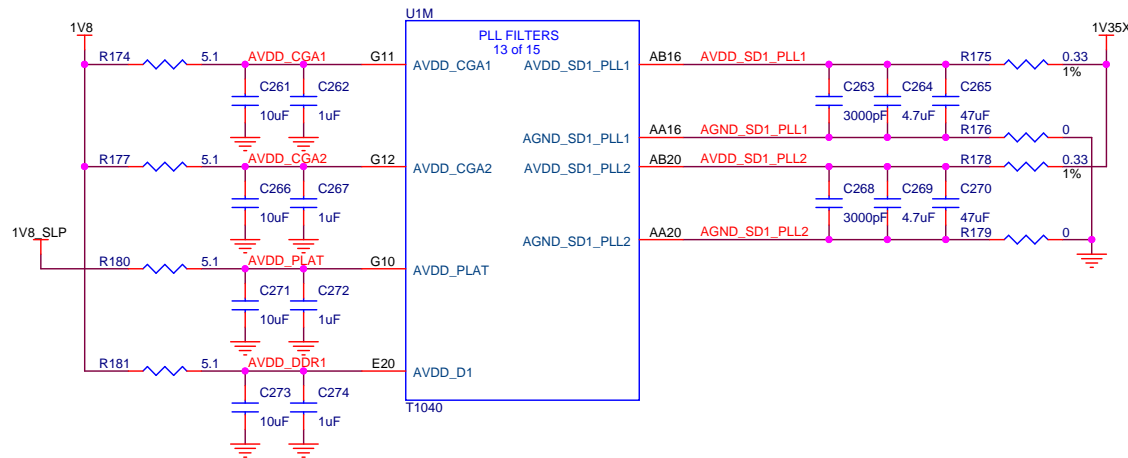 U1M
PLL FILTERS
13 of 15
1V8
R174 5.1 AVDD_CGA1 G11 AVDD_CGA1
C261 10uF
C262 1uF
R177 5.1 AVDD_CGA2 G12 AVDD_CGA2
C266 10uF
C267 1uF
1V8_SLP
R180 5.1 AVDD_PLAT G10 AVDD_PLAT
C271 10uF
C272 1uF
R181 5.1 AVDD_DDR1 E20 AVDD_D1
C273 10uF
C274 1uF
T1040
1V35X
AVDD_SD1_PLL1 AB16 AVDD_SD1_PLL1 R175 0.33 1%
C263 3000pF
C264 4.7uF
C265 47uF
AGND_SD1_PLL1 AA16 AGND_SD1_PLL1 R176 0
AVDD_SD1_PLL2 AB20 AVDD_SD1_PLL2 R178 0.33 1%
C268 3000pF
C269 4.7uF
C270 47uF
AGND_SD1_PLL2 AA20 AGND_SD1_PLL2 R179 0